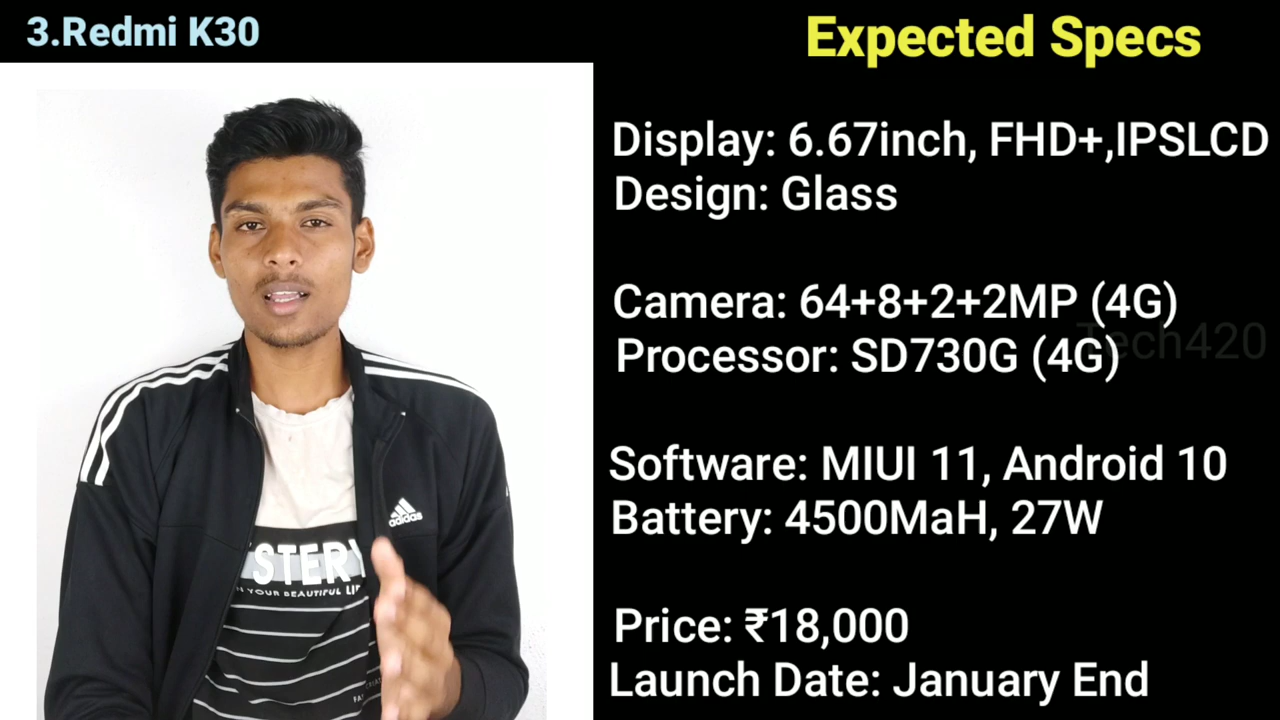 3.Redmi K30
Expected Specs
Display: 6.67inch, FHD+,IPSLCD
Design: Glass
Camera: 64+8+2+2MP (4G)
Processor: SD730G (4G)
Tech420
Software: MIUI 11, Android 10
Battery: 4500MaH, 27W
Price: ₹18,000
Launch Date: January End
adidas
STERY
YOUR BEAUTIFUL